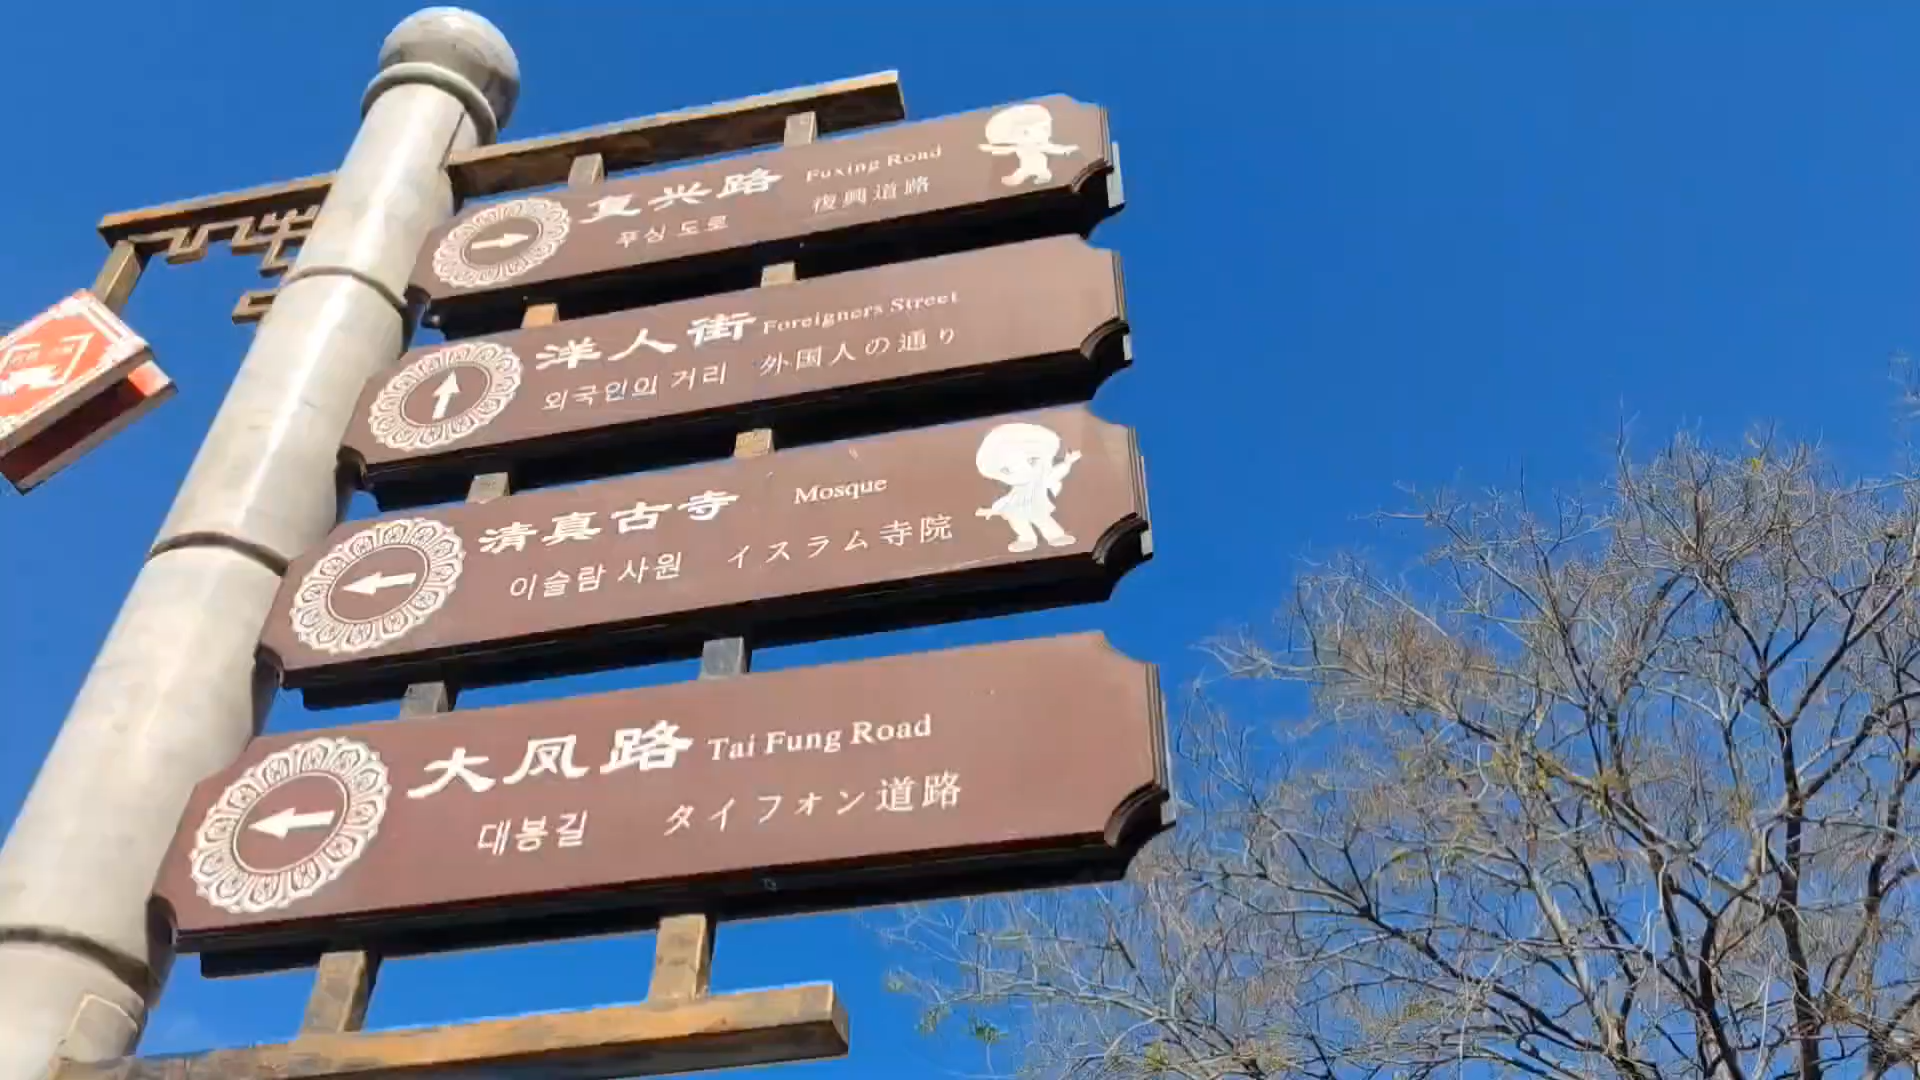 复兴路 Fuxing Road
푸싱 도로 復興道路
洋人街 Foreigners Street
외국인의 거리 外国人の通り
清真古寺 Mosque
이슬람 사원 イスラム寺院
大凤路 Tai Fung Road
대봉길 タイフォン道路